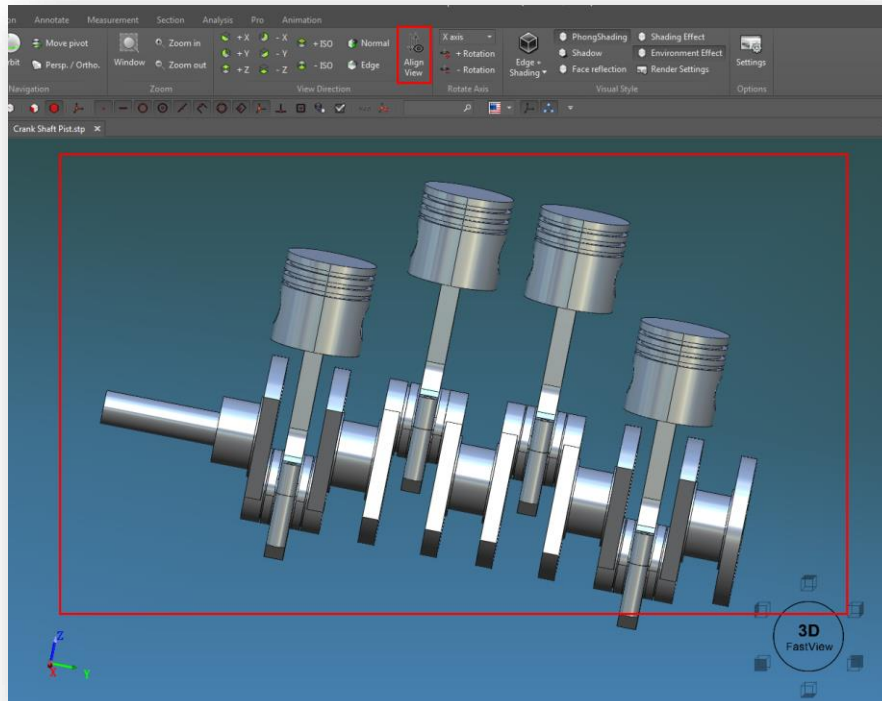 on Annotate Measurement Section Analysis Pro Animation
Move pivot Zoom in + X - X + ISO Normal X axis PhongShading Shading Effect
rbit Window + Y - Y Align View + Rotation Edge + Shading Shadow Environment Effect Settings
Persp. / Ortho. Zoom out + Z - Z - ISO Edge - Rotation Face reflection Render Settings
Navigation Zoom View Direction Rotate Axis Visual Style Options
Crank Shaft Pist.stp
3D
FastView
Z
X Y